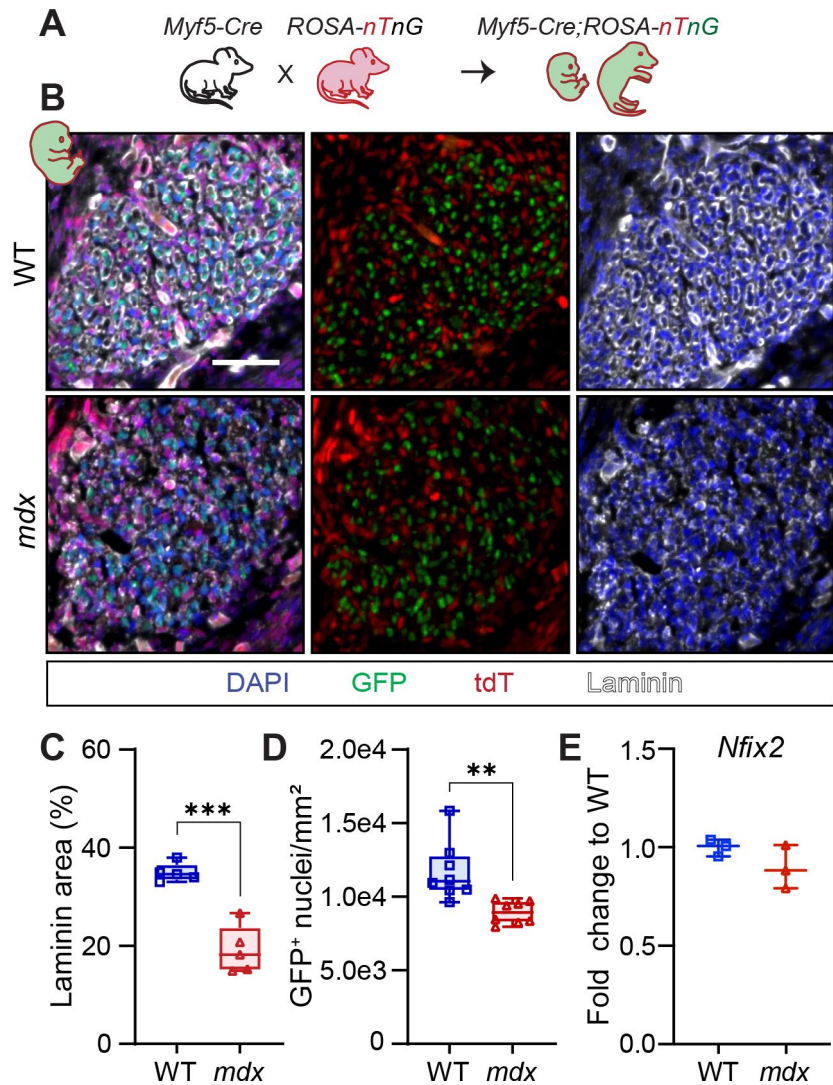 A
Myf5-Cre ROSA-nTnG Myf5-Cre;ROSA-nTnG
X
B
WT
mdx
DAPI GFP tdT Laminin
C
Laminin area (%)
60
40
20
0
***
WT mdx
D
GFP⁺ nuclei/mm²
2.0e4
1.5e4
1.0e4
5.0e3
0
**
WT mdx
E
Nfix2
Fold change to WT
1.5
1.0
0.5
0.0
WT mdx